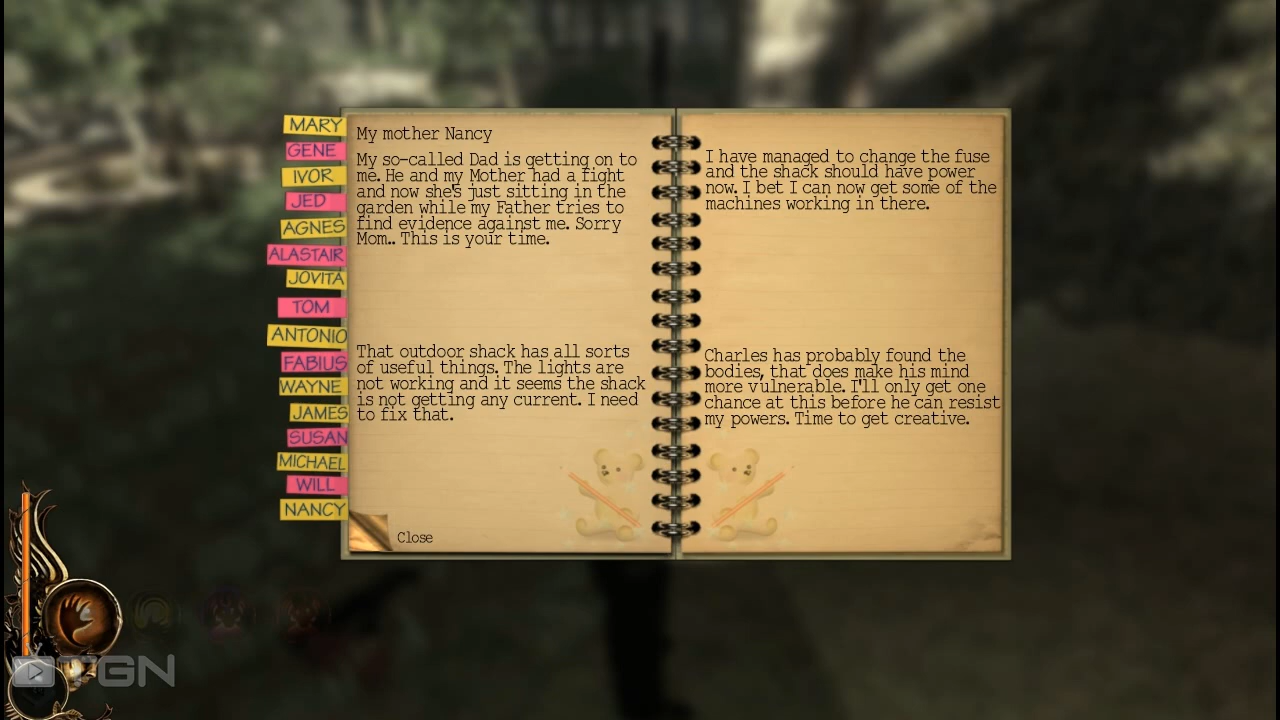 MARY
GENE
IVOR
JED
AGNES
ALASTAIR
JOVITA
TOM
ANTONIO
FABIUS
WAYNE
JAMES
SUSAN
MICHAEL
WILL
NANCY
My mother Nancy
My so-called Dad is getting on to
me. He and my Mother had a fight
and now she's just sitting in the
garden while my Father tries to
find evidence against me. Sorry
Mom.. This is your time.
That outdoor shack has all sorts
of useful things. The lights are
not working and it seems the shack
is not getting any current. I need
to fix that.
Close
I have managed to change the fuse
and the shack should have power
now. I bet I can now get some of the
machines working in there.
Charles has probably found the
bodies, that does make his mind
more vulnerable. I'll only get one
chance at this before he can resist
my powers. Time to get creative.
TGN